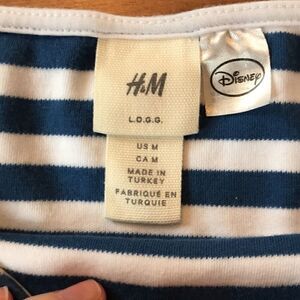 H&M
Disney
L.O.G.G.
US M
CA M
MADE IN
TURKEY
FABRIQUÉ EN
TURQUIE